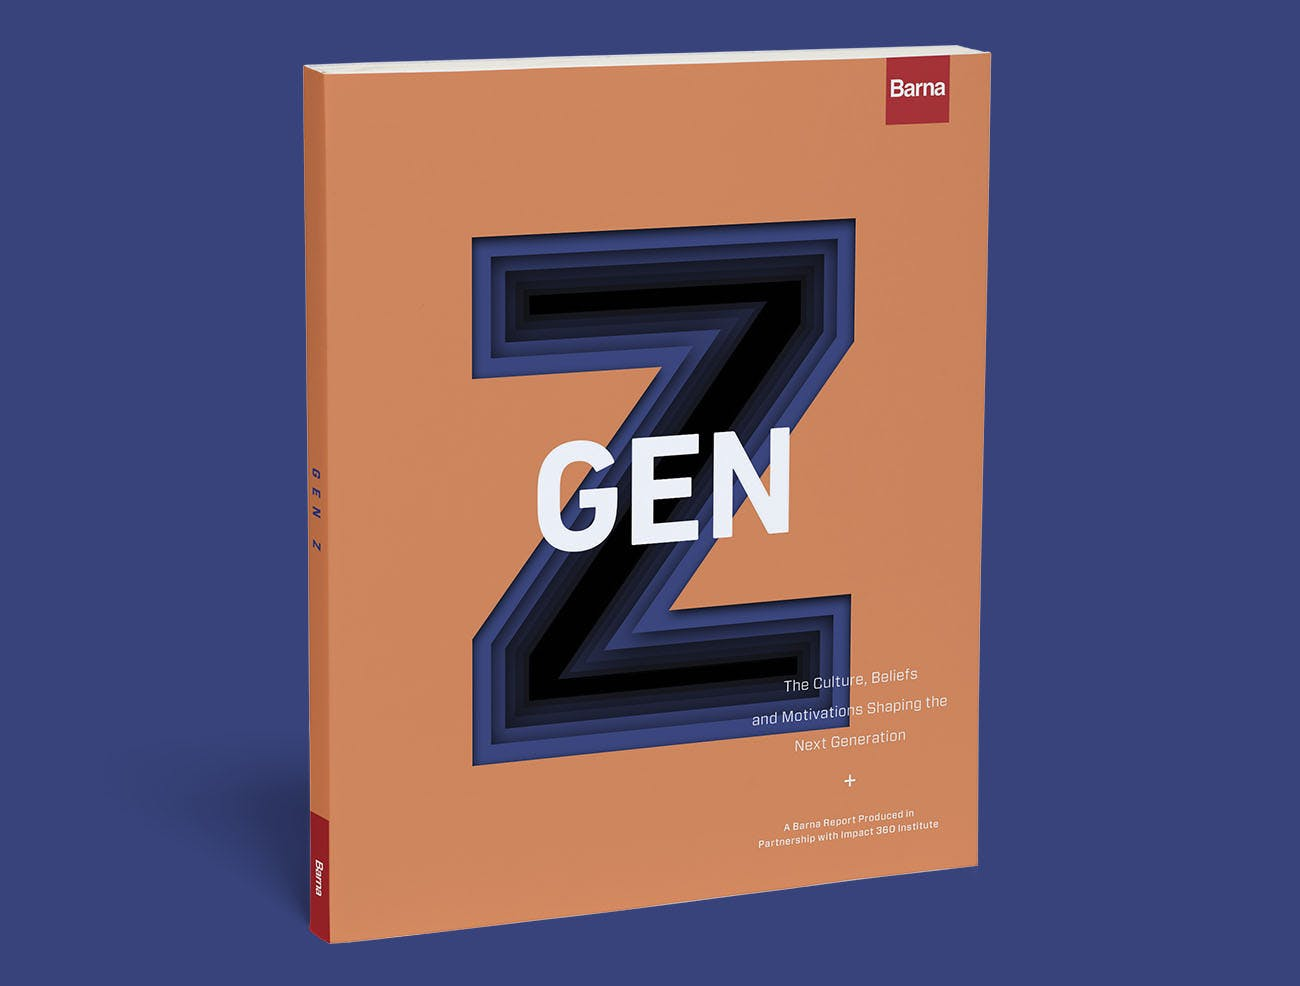 Barna
Z
GEN
The Culture, Beliefs
and Motivations Shaping the
Next Generation
+
A Barna Report Produced in
Partnership with Impact 360 Institute
GEN Z
Barna